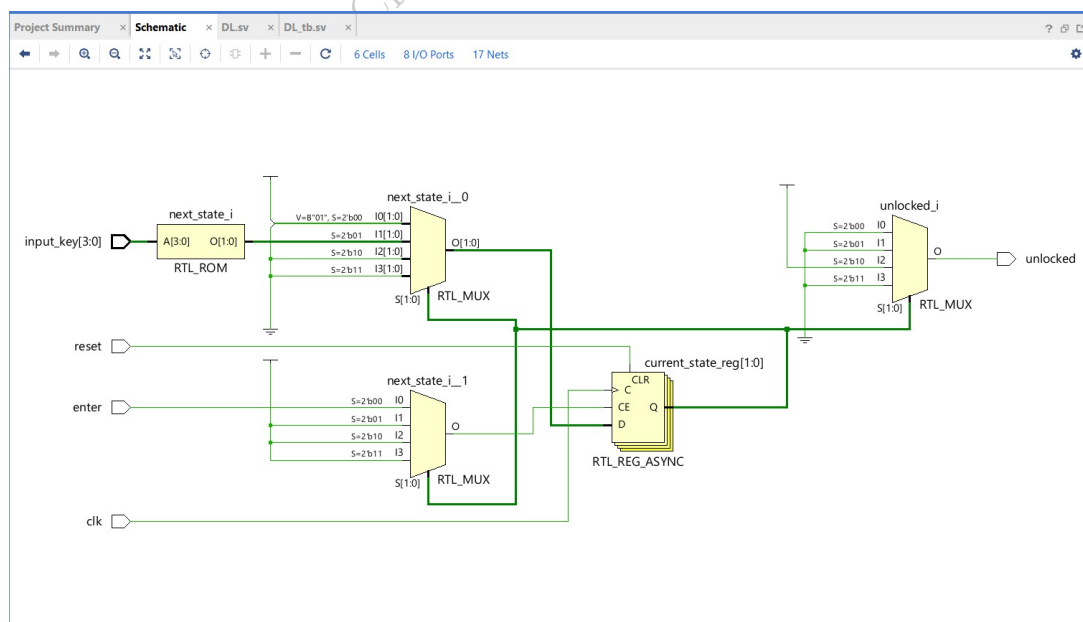 Project Summary × Schematic × DL.sv × DL_tb.sv ×
6 Cells 8 I/O Ports 17 Nets
next_state_i__0
next_state_i
V=B"01", S=2'b00 I0[1:0]
S=2'b01 I1[1:0]
S=2'b10 I2[1:0]
S=2'b11 I3[1:0]
O[1:0]
S[1:0]
RTL_MUX
input_key[3:0]
A[3:0] O[1:0]
RTL_ROM
unlocked_i
S=2'b00 I0
S=2'b01 I1
S=2'b10 I2
S=2'b11 I3
O
S[1:0]
RTL_MUX
unlocked
reset
current_state_reg[1:0]
CLR
C
CE Q
D
RTL_REG_ASYNC
next_state_i__1
enter
S=2'b00 I0
S=2'b01 I1
S=2'b10 I2
S=2'b11 I3
O
S[1:0]
RTL_MUX
clk